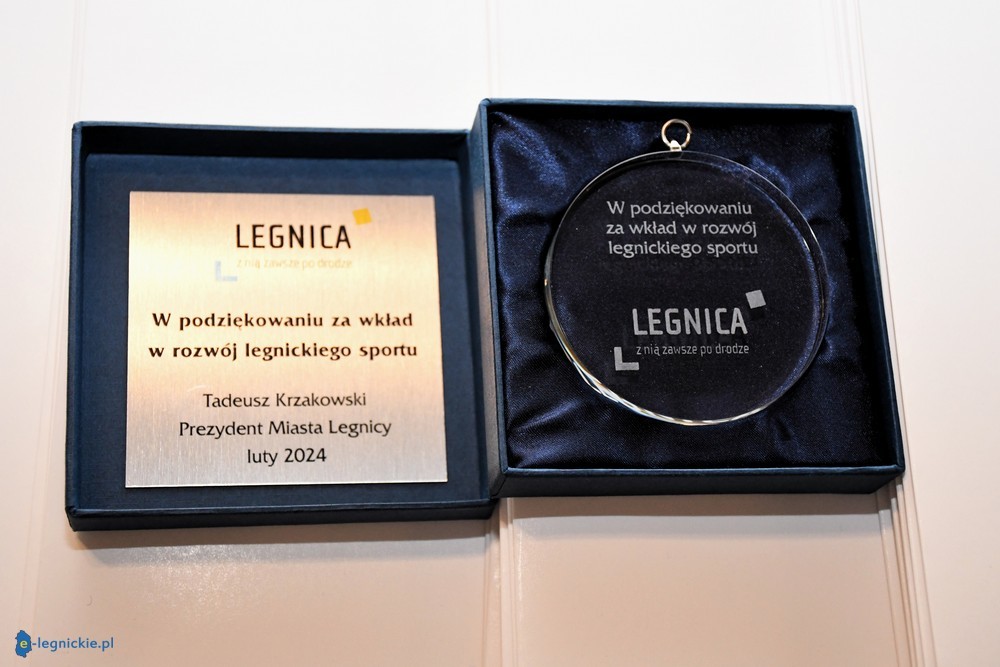 LEGNICA
z nią zawsze po drodze
W podziękowaniu za wkład
w rozwój legnickiego sportu
Tadeusz Krzakowski
Prezydent Miasta Legnicy
luty 2024
W podziękowaniu
za wkład w rozwój
legnickiego sportu
LEGNICA
z nią zawsze po drodze
e-legnickie.pl